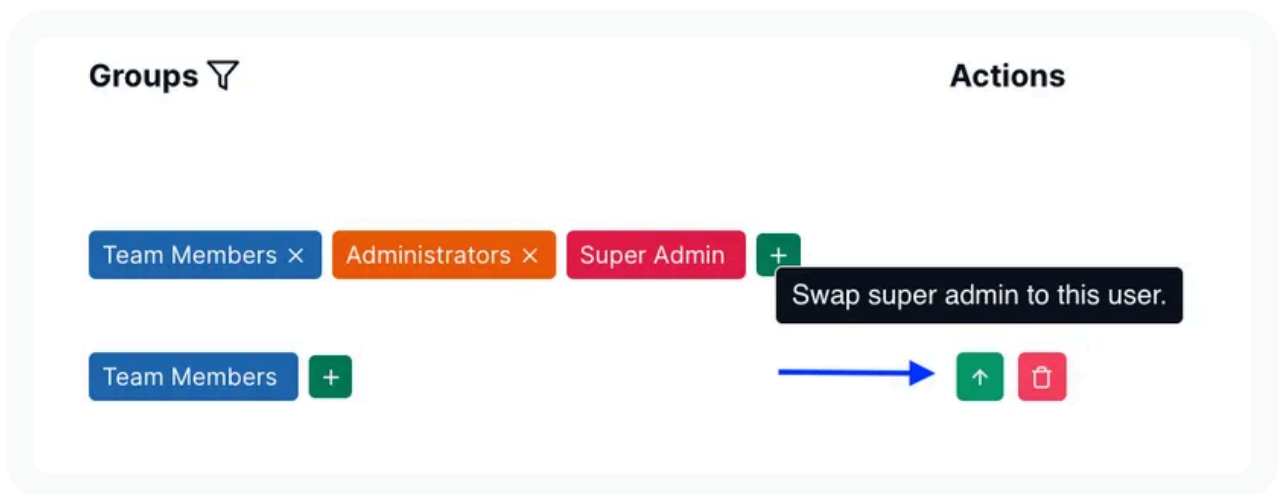 Groups Actions
Team Members × Administrators × Super Admin +
Swap super admin to this user.
Team Members +